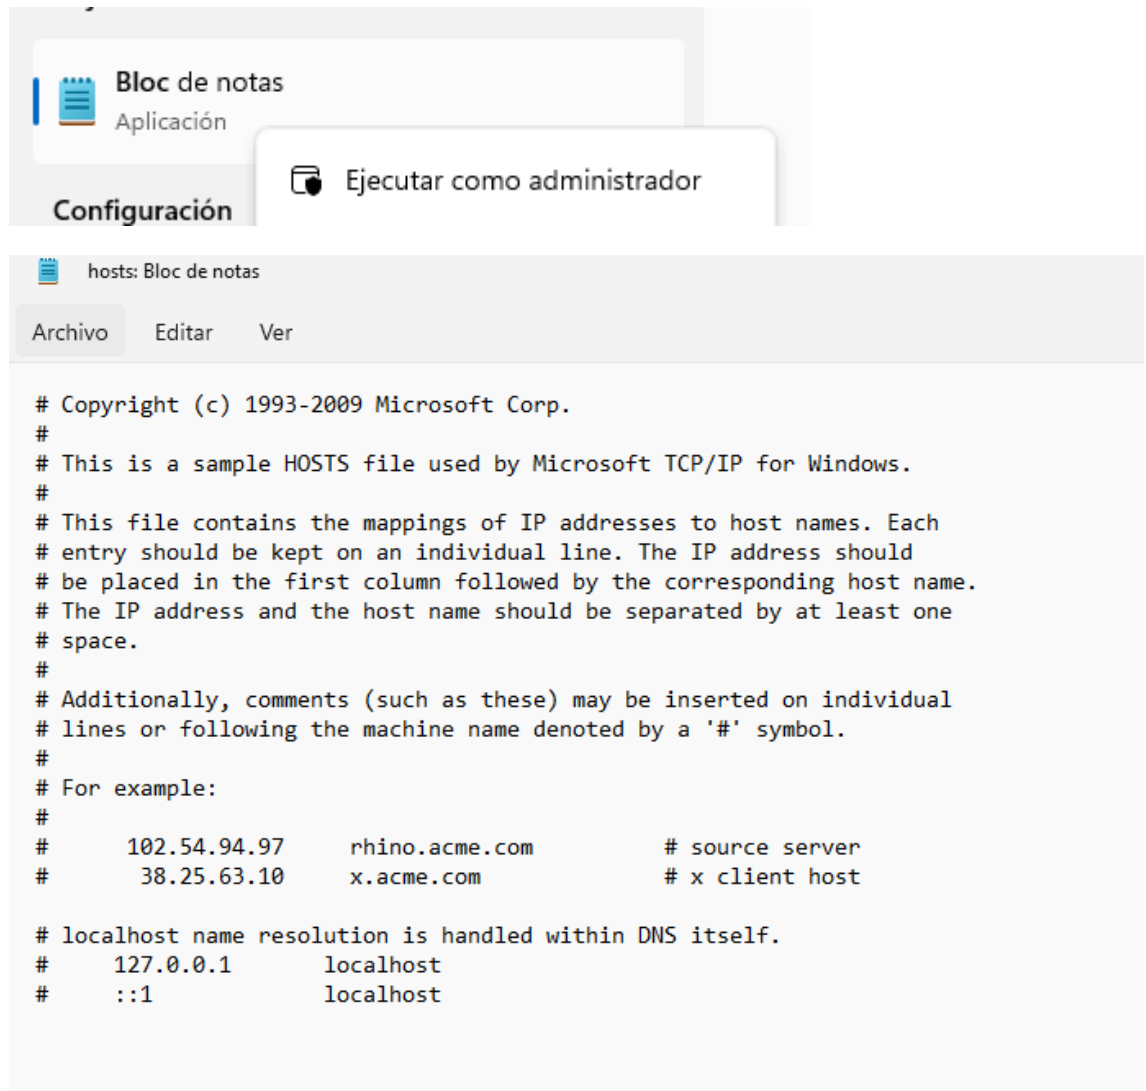 Bloc de notas
Aplicación
Ejecutar como administrador
Configuración
hosts: Bloc de notas
Archivo Editar Ver
# Copyright (c) 1993-2009 Microsoft Corp.
#
# This is a sample HOSTS file used by Microsoft TCP/IP for Windows.
#
# This file contains the mappings of IP addresses to host names. Each
# entry should be kept on an individual line. The IP address should
# be placed in the first column followed by the corresponding host name.
# The IP address and the host name should be separated by at least one
# space.
#
# Additionally, comments (such as these) may be inserted on individual
# lines or following the machine name denoted by a '#' symbol.
#
# For example:
#
#      102.54.94.97     rhino.acme.com          # source server
#       38.25.63.10     x.acme.com              # x client host

# localhost name resolution is handled within DNS itself.
#     127.0.0.1       localhost
#     ::1             localhost